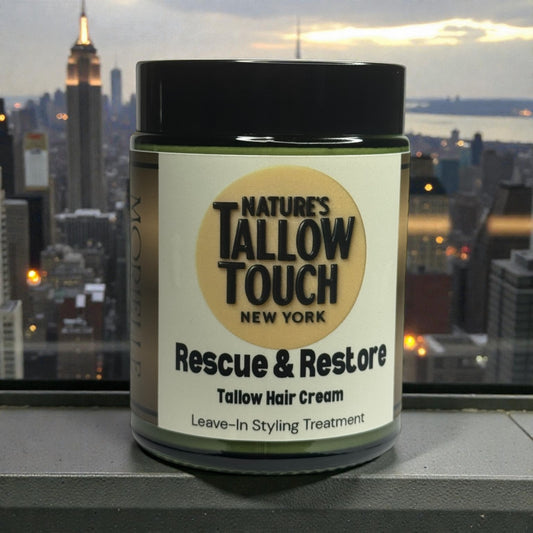 NATURE'S
TALLOW
TOUCH
NEW YORK
Rescue & Restore
Tallow Hair Cream
Leave-In Styling Treatment